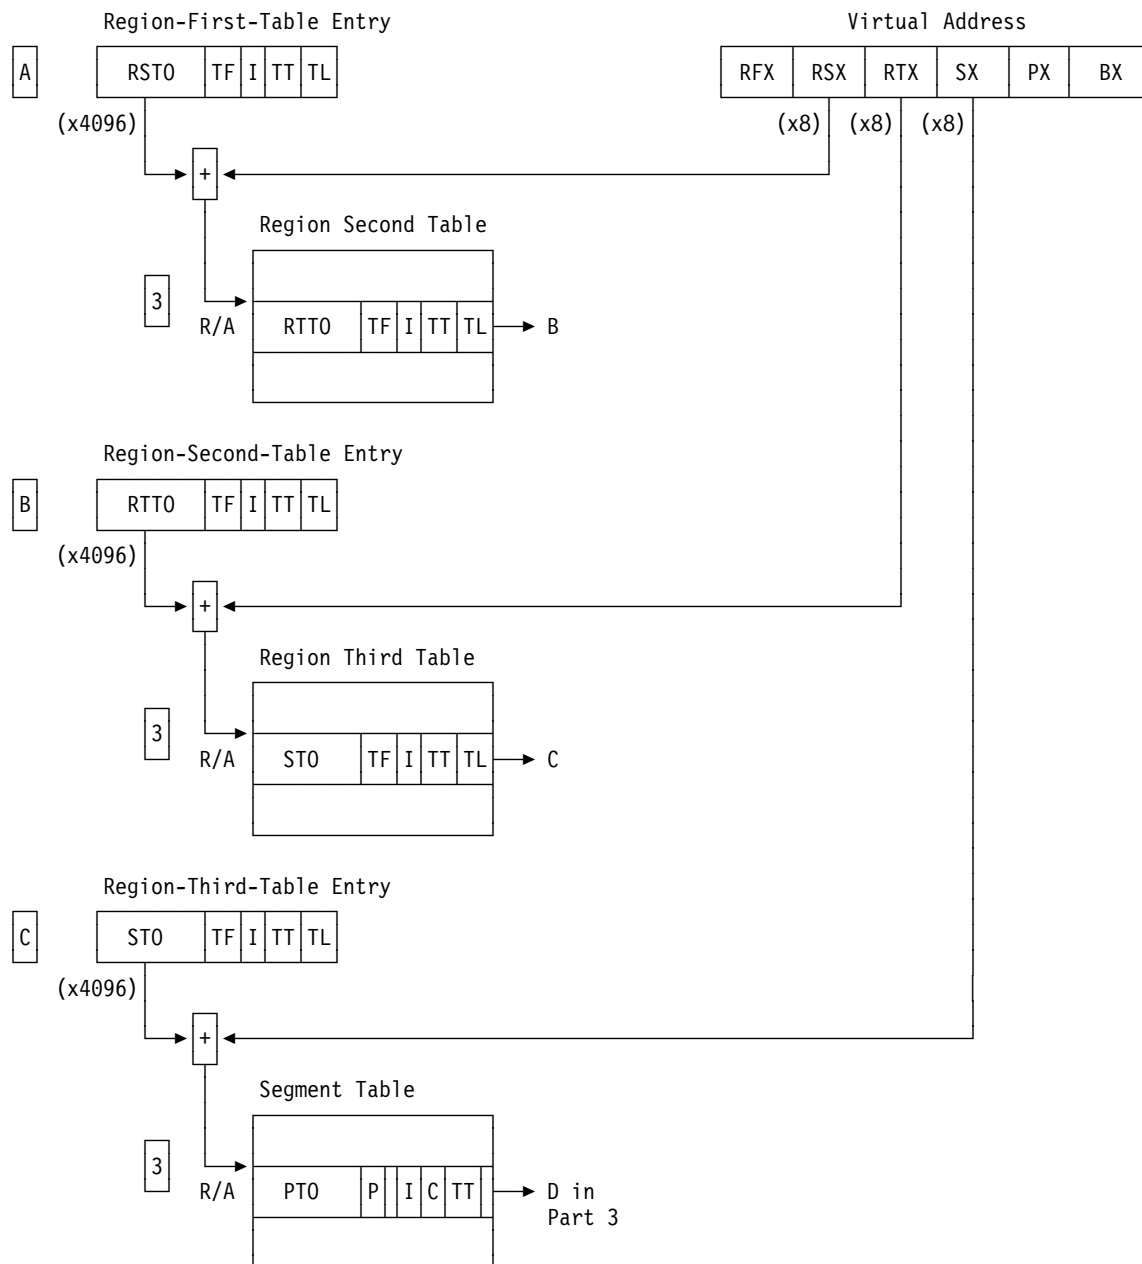 Region-First-Table Entry Virtual Address
A RSTO TF I TT TL RFX RSX RTX SX PX BX
(x4096) (x8) (x8) (x8)
+
Region Second Table
3
R/A RTTO TF I TT TL B
Region-Second-Table Entry
B RTTO TF I TT TL
(x4096)
+
Region Third Table
3
R/A STO TF I TT TL C
Region-Third-Table Entry
C STO TF I TT TL
(x4096)
+
Segment Table
3
R/A PTO P I C TT D in
Part 3